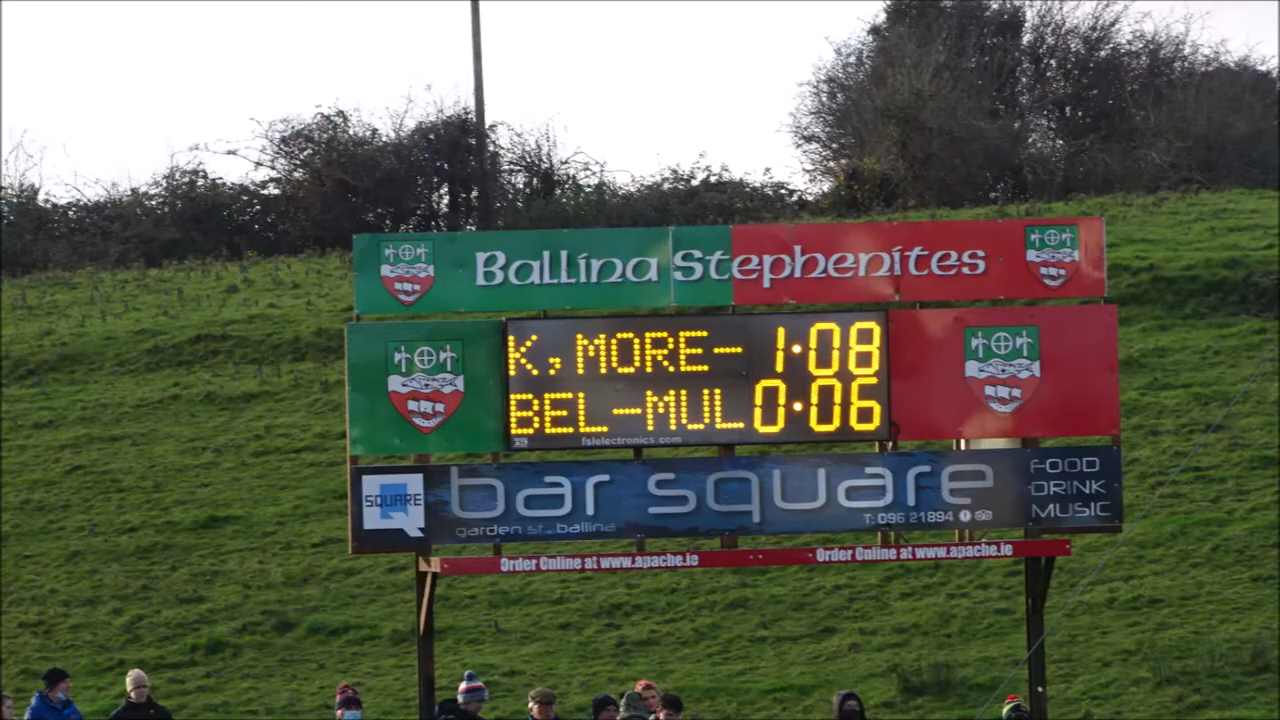 Ballina Stephenites
K,MORE- 1·08
BEL-MUL 0·06
fslelectronics.com
SQUARE
bar square
garden st., ballina
T: 096 21894
FOOD
DRINK
MUSIC
Order Online at www.apache.ie
Order Online at www.apache.ie